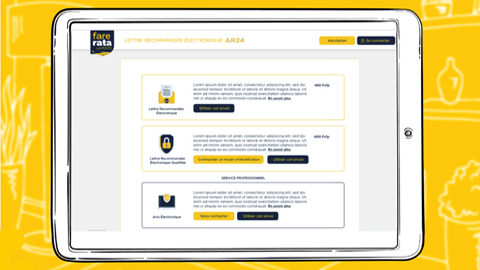 fare
rata
LETTRE RECOMMANDÉE ÉLECTRONIQUE AR24
Inscription
Se connecter
Lettre Recommandée
Électronique
Lorem ipsum dolor sit amet, consectetur adipiscing elit, sed do
eiusmod tempor incididunt ut labore et dolore magna aliqua. Ut
enim ad minim veniam, quis nostrud exercitation ullamco laboris
nisi ut aliquip ex ea commodo consequat. En savoir plus
Utiliser cet envoi
Lettre Recommandée
Électronique Qualifiée
Lorem ipsum dolor sit amet, consectetur adipiscing elit, sed do
eiusmod tempor incididunt ut labore et dolore magna aliqua. Ut
enim ad minim veniam, quis nostrud exercitation ullamco laboris
nisi ut aliquip ex ea commodo consequat. En savoir plus
Commander un moyen d'identification
Utiliser cet envoi
SERVICE PROFESSIONNEL
Avis Électronique
Lorem ipsum dolor sit amet, consectetur adipiscing elit, sed do
eiusmod tempor incididunt ut labore et dolore magna aliqua. Ut
enim ad minim veniam, quis nostrud exercitation ullamco laboris
nisi ut aliquip ex ea commodo consequat. En savoir plus
Nous contacter
Utiliser cet envoi